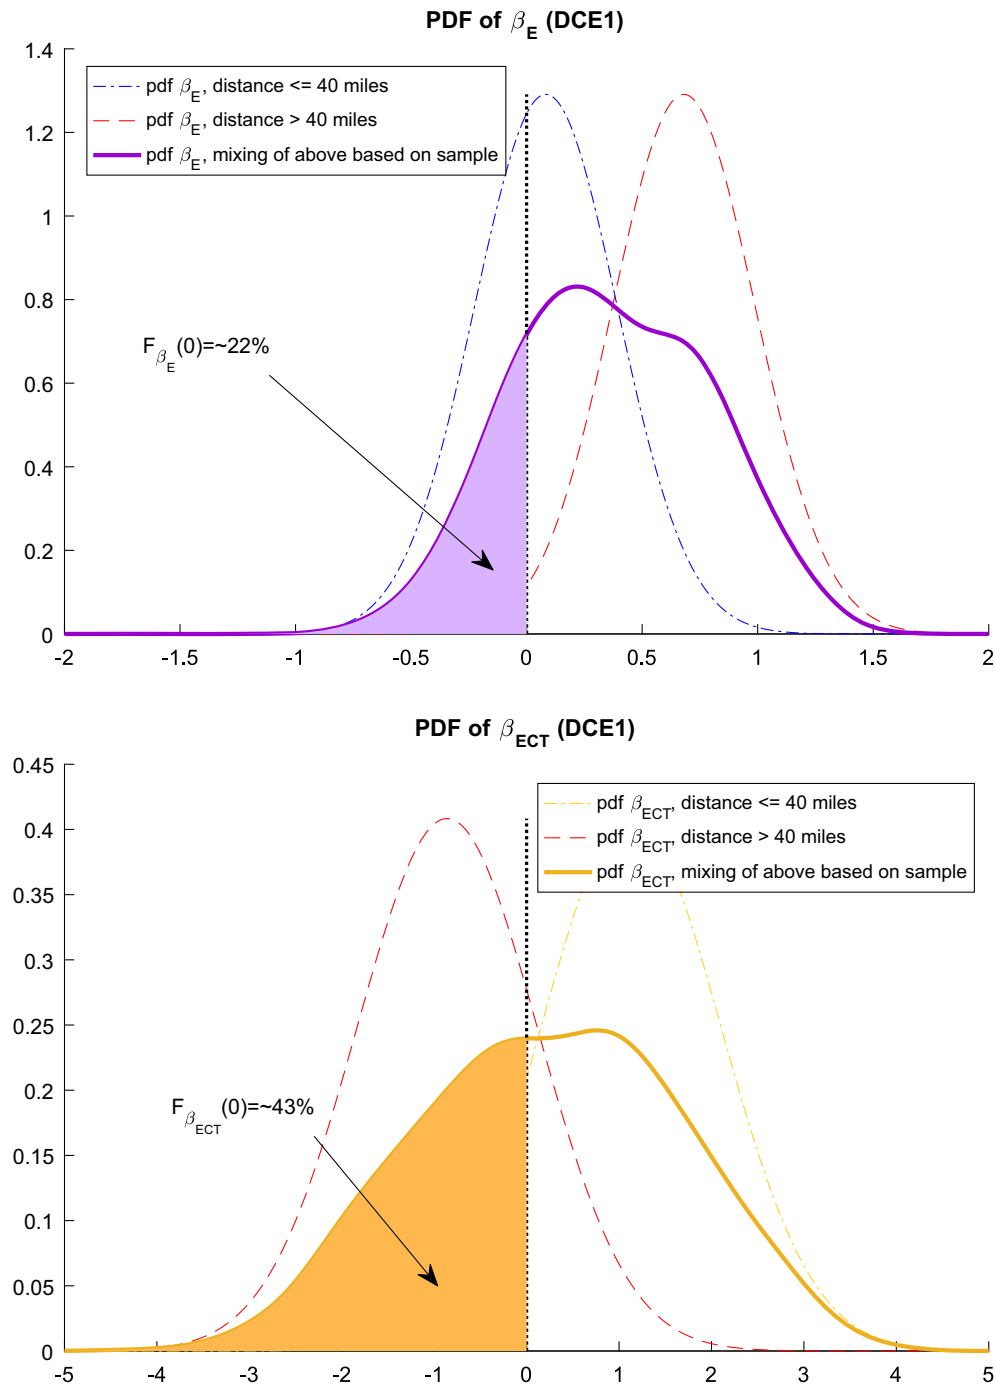 PDF of β_E (DCE1)
1.4
1.2
1
0.8
0.6
0.4
0.2
0
pdf β_E, distance <= 40 miles
pdf β_E, distance > 40 miles
pdf β_E, mixing of above based on sample
F_β_E(0)=~22%
-2 -1.5 -1 -0.5 0 0.5 1 1.5 2
PDF of β_ECT (DCE1)
0.45
0.4
0.35
0.3
0.25
0.2
0.15
0.1
0.05
0
pdf β_ECT, distance <= 40 miles
pdf β_ECT, distance > 40 miles
pdf β_ECT, mixing of above based on sample
F_β_ECT(0)=~43%
-5 -4 -3 -2 -1 0 1 2 3 4 5